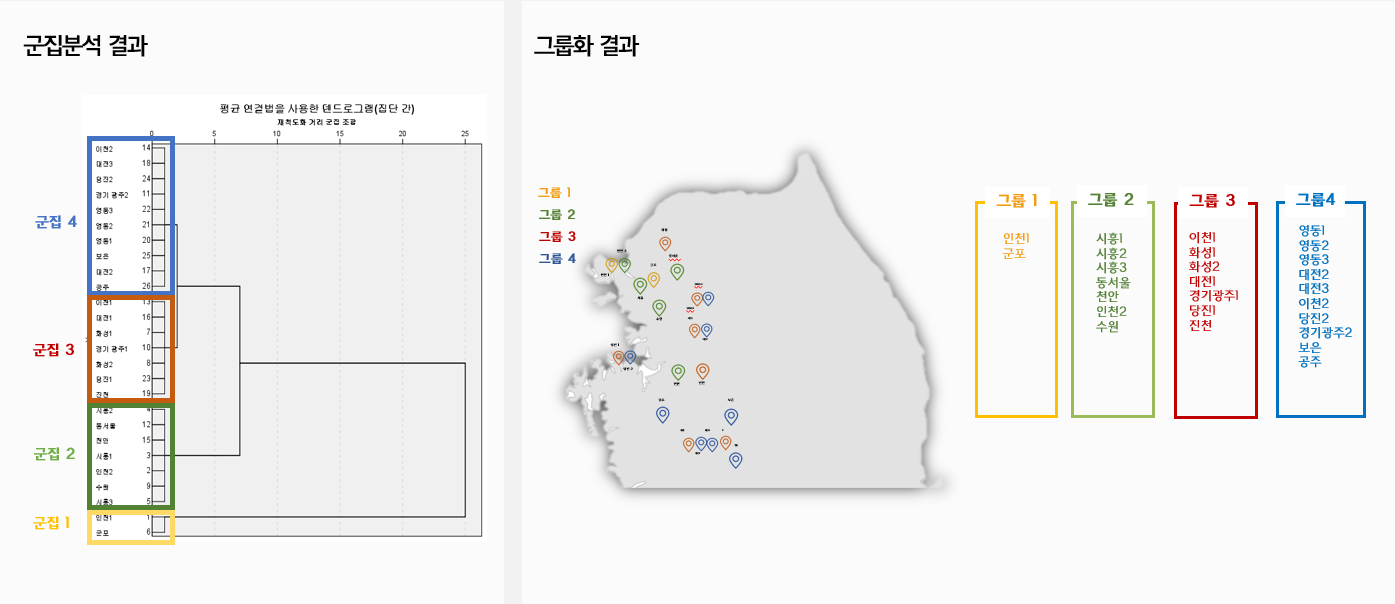 군집분석 결과
평균 연결법을 사용한 덴드로그램(집단 간)
재척도화 거리 군집 조합
0 5 10 15 20 25
이천2 14
대전3 18
당진2 24
경기 광주2 11
영동3 22
영동2 21
영동1 20
보은 25
대전2 17
공주 26
이천1 13
대전1 16
화성1 7
경기 광주1 10
화성2 8
당진1 23
진천 19
시흥2 4
동서울 12
천안 15
시흥1 3
인천2 2
수원 9
시흥3 5
인천1 1
군포 6
군집 4
군집 3
군집 2
군집 1
그룹화 결과
그룹 1
그룹 2
그룹 3
그룹 4
그룹 1
인천1
군포
그룹 2
시흥1
시흥2
시흥3
동서울
천안
인천2
수원
그룹 3
이천1
화성1
화성2
대전1
경기광주1
당진1
진천
그룹4
영동1
영동2
영동3
대전2
대전3
이천2
당진2
경기광주2
보은
공주